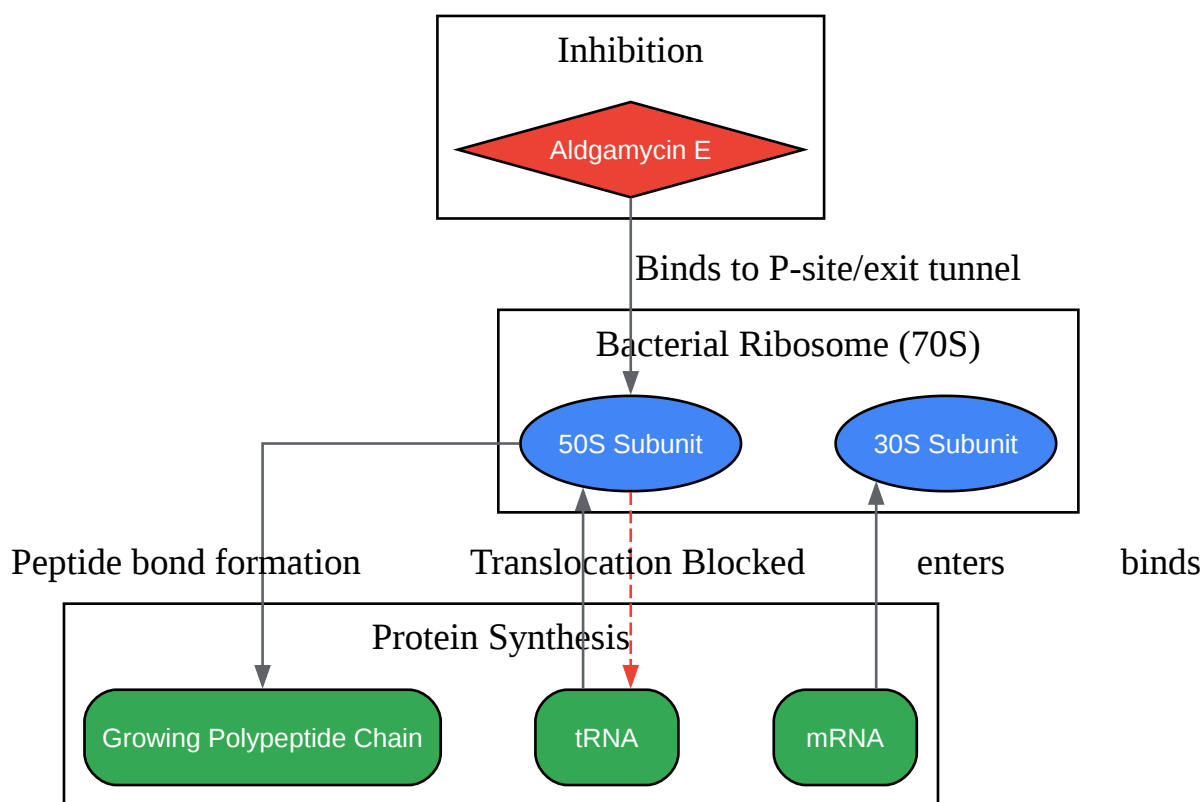 Inhibition
Aldgamycin E
Binds to P-site/exit tunnel
Bacterial Ribosome (70S)
50S Subunit
30S Subunit
Peptide bond formation
Translocation Blocked
enters
binds
Protein Synthesis
Growing Polypeptide Chain
tRNA
mRNA